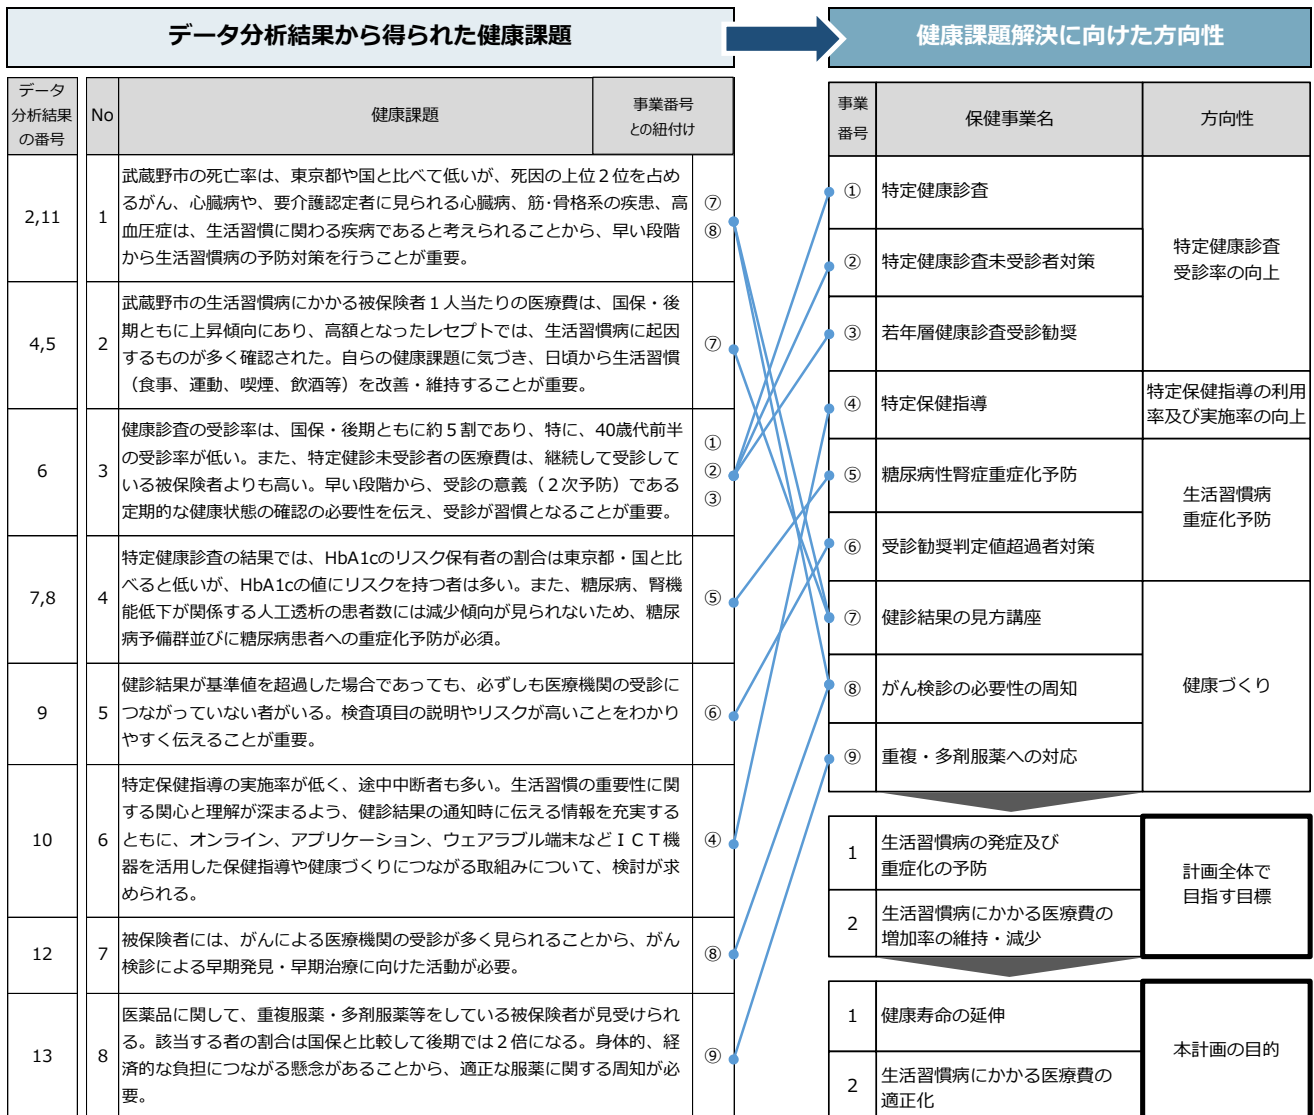 データ分析結果から得られた健康課題
健康課題解決に向けた方向性
データ
分析結果
の番号
No
健康課題
事業番号
との紐付け
2,11
1
武蔵野市の死亡率は、東京都や国と比べて低いが、死因の上位２位を占め
るがん、心臓病や、要介護認定者に見られる心臓病、筋･骨格系の疾患、高
血圧症は、生活習慣に関わる疾病であると考えられることから、早い段階
から生活習慣病の予防対策を行うことが重要。
⑦
⑧
4,5
2
武蔵野市の生活習慣病にかかる被保険者１人当たりの医療費は、国保・後
期ともに上昇傾向にあり、高額となったレセプトでは、生活習慣病に起因
するものが多く確認された。自らの健康課題に気づき、日頃から生活習慣
（食事、運動、喫煙、飲酒等）を改善・維持することが重要。
⑦
6
3
健康診査の受診率は、国保・後期ともに約５割であり、特に、40歳代前半
の受診率が低い。また、特定健診未受診者の医療費は、継続して受診して
いる被保険者よりも高い。早い段階から、受診の意義（２次予防）である
定期的な健康状態の確認の必要性を伝え、受診が習慣となることが重要。
①
②
③
7,8
4
特定健康診査の結果では、HbA1cのリスク保有者の割合は東京都・国と比
べると低いが、HbA1cの値にリスクを持つ者は多い。また、糖尿病、腎機
能低下が関係する人工透析の患者数には減少傾向が見られないため、糖尿
病予備群並びに糖尿病患者への重症化予防が必須。
⑤
9
5
健診結果が基準値を超過した場合であっても、必ずしも医療機関の受診に
つながっていない者がいる。検査項目の説明やリスクが高いことをわかり
やすく伝えることが重要。
⑥
10
6
特定保健指導の実施率が低く、途中中断者も多い。生活習慣の重要性に関
する関心と理解が深まるよう、健診結果の通知時に伝える情報を充実する
ともに、オンライン、アプリケーション、ウェアラブル端末などＩＣＴ機
器を活用した保健指導や健康づくりにつながる取組みについて、検討が求
められる。
④
12
7
被保険者には、がんによる医療機関の受診が多く見られることから、がん
検診による早期発見・早期治療に向けた活動が必要。
⑧
13
8
医薬品に関して、重複服薬・多剤服薬等をしている被保険者が見受けられ
る。該当する者の割合は国保と比較して後期では２倍になる。身体的、経
済的な負担につながる懸念があることから、適正な服薬に関する周知が必
要。
⑨
事業
番号
保健事業名
方向性
①
特定健康診査
②
特定健康診査未受診者対策
③
若年層健康診査受診勧奨
特定健康診査
受診率の向上
④
特定保健指導
特定保健指導の利用
率及び実施率の向上
⑤
糖尿病性腎症重症化予防
⑥
受診勧奨判定値超過者対策
生活習慣病
重症化予防
⑦
健診結果の見方講座
⑧
がん検診の必要性の周知
⑨
重複・多剤服薬への対応
健康づくり
1
生活習慣病の発症及び
重症化の予防
2
生活習慣病にかかる医療費の
増加率の維持・減少
計画全体で
目指す目標
1
健康寿命の延伸
2
生活習慣病にかかる医療費の
適正化
本計画の目的